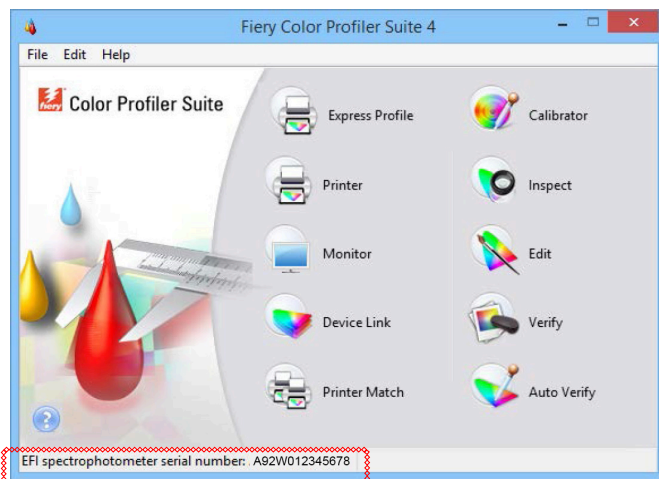 Fiery Color Profiler Suite 4
File Edit Help
fiery Color Profiler Suite
Express Profile
Calibrator
Printer
Inspect
Monitor
Edit
Device Link
Verify
Printer Match
Auto Verify
?
EFI spectrophotometer serial number: A92W012345678